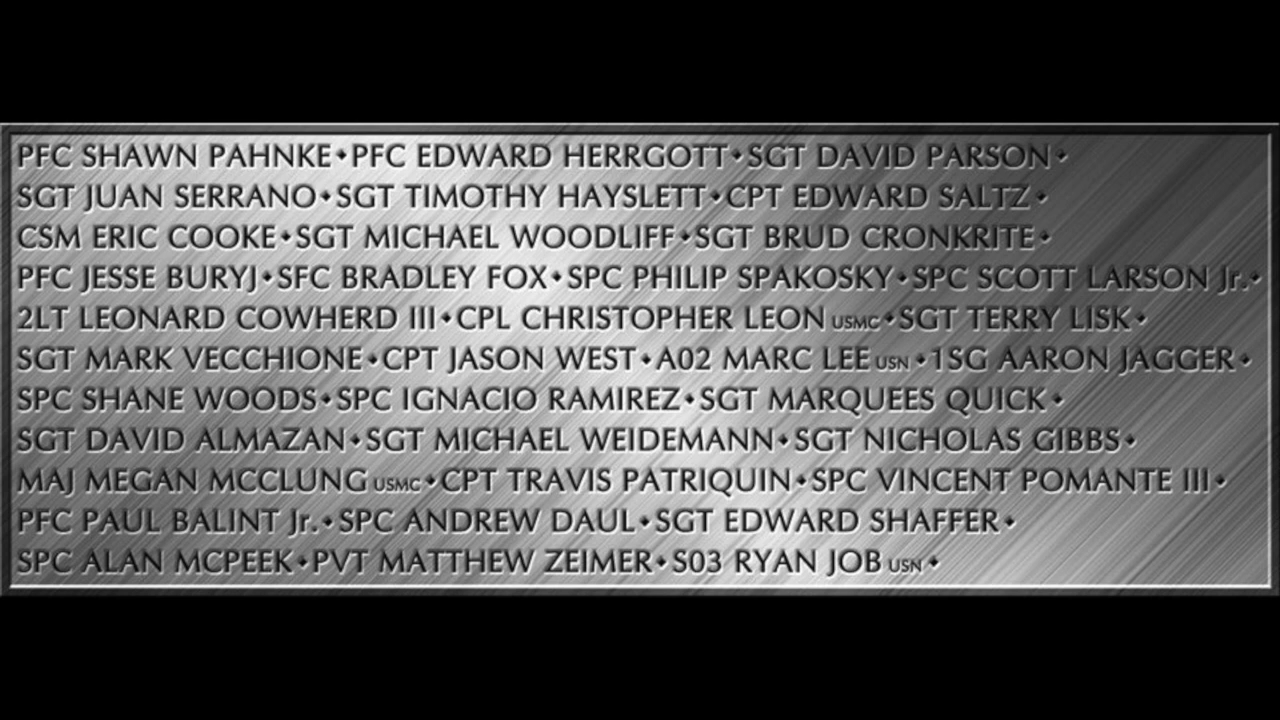 PFC SHAWN PAHNKE◆PFC EDWARD HERRGOTT◆SGT DAVID PARSON◆
SGT JUAN SERRANO◆SGT TIMOTHY HAYSLETT◆CPT EDWARD SALTZ◆
CSM ERIC COOKE◆SGT MICHAEL WOODLIFF◆SGT BRUD CRONKRITE◆
PFC JESSE BURYJ◆SFC BRADLEY FOX◆SPC PHILIP SPAKOSKY◆SPC SCOTT LARSON Jr.◆
2LT LEONARD COWHERD III◆CPL CHRISTOPHER LEON USMC◆SGT TERRY LISK◆
SGT MARK VECCHIONE◆CPT JASON WEST◆A02 MARC LEE USN◆1SG AARON JAGGER◆
SPC SHANE WOODS◆SPC IGNACIO RAMIREZ◆SGT MARQUEES QUICK◆
SGT DAVID ALMAZAN◆SGT MICHAEL WEIDEMANN◆SGT NICHOLAS GIBBS◆
MAJ MEGAN MCCLUNG USMC◆CPT TRAVIS PATRIQUIN◆SPC VINCENT POMANTE III◆
PFC PAUL BALINT Jr.◆SPC ANDREW DAUL◆SGT EDWARD SHAFFER◆
SPC ALAN MCPEEK◆PVT MATTHEW ZEIMER◆S03 RYAN JOB USN◆